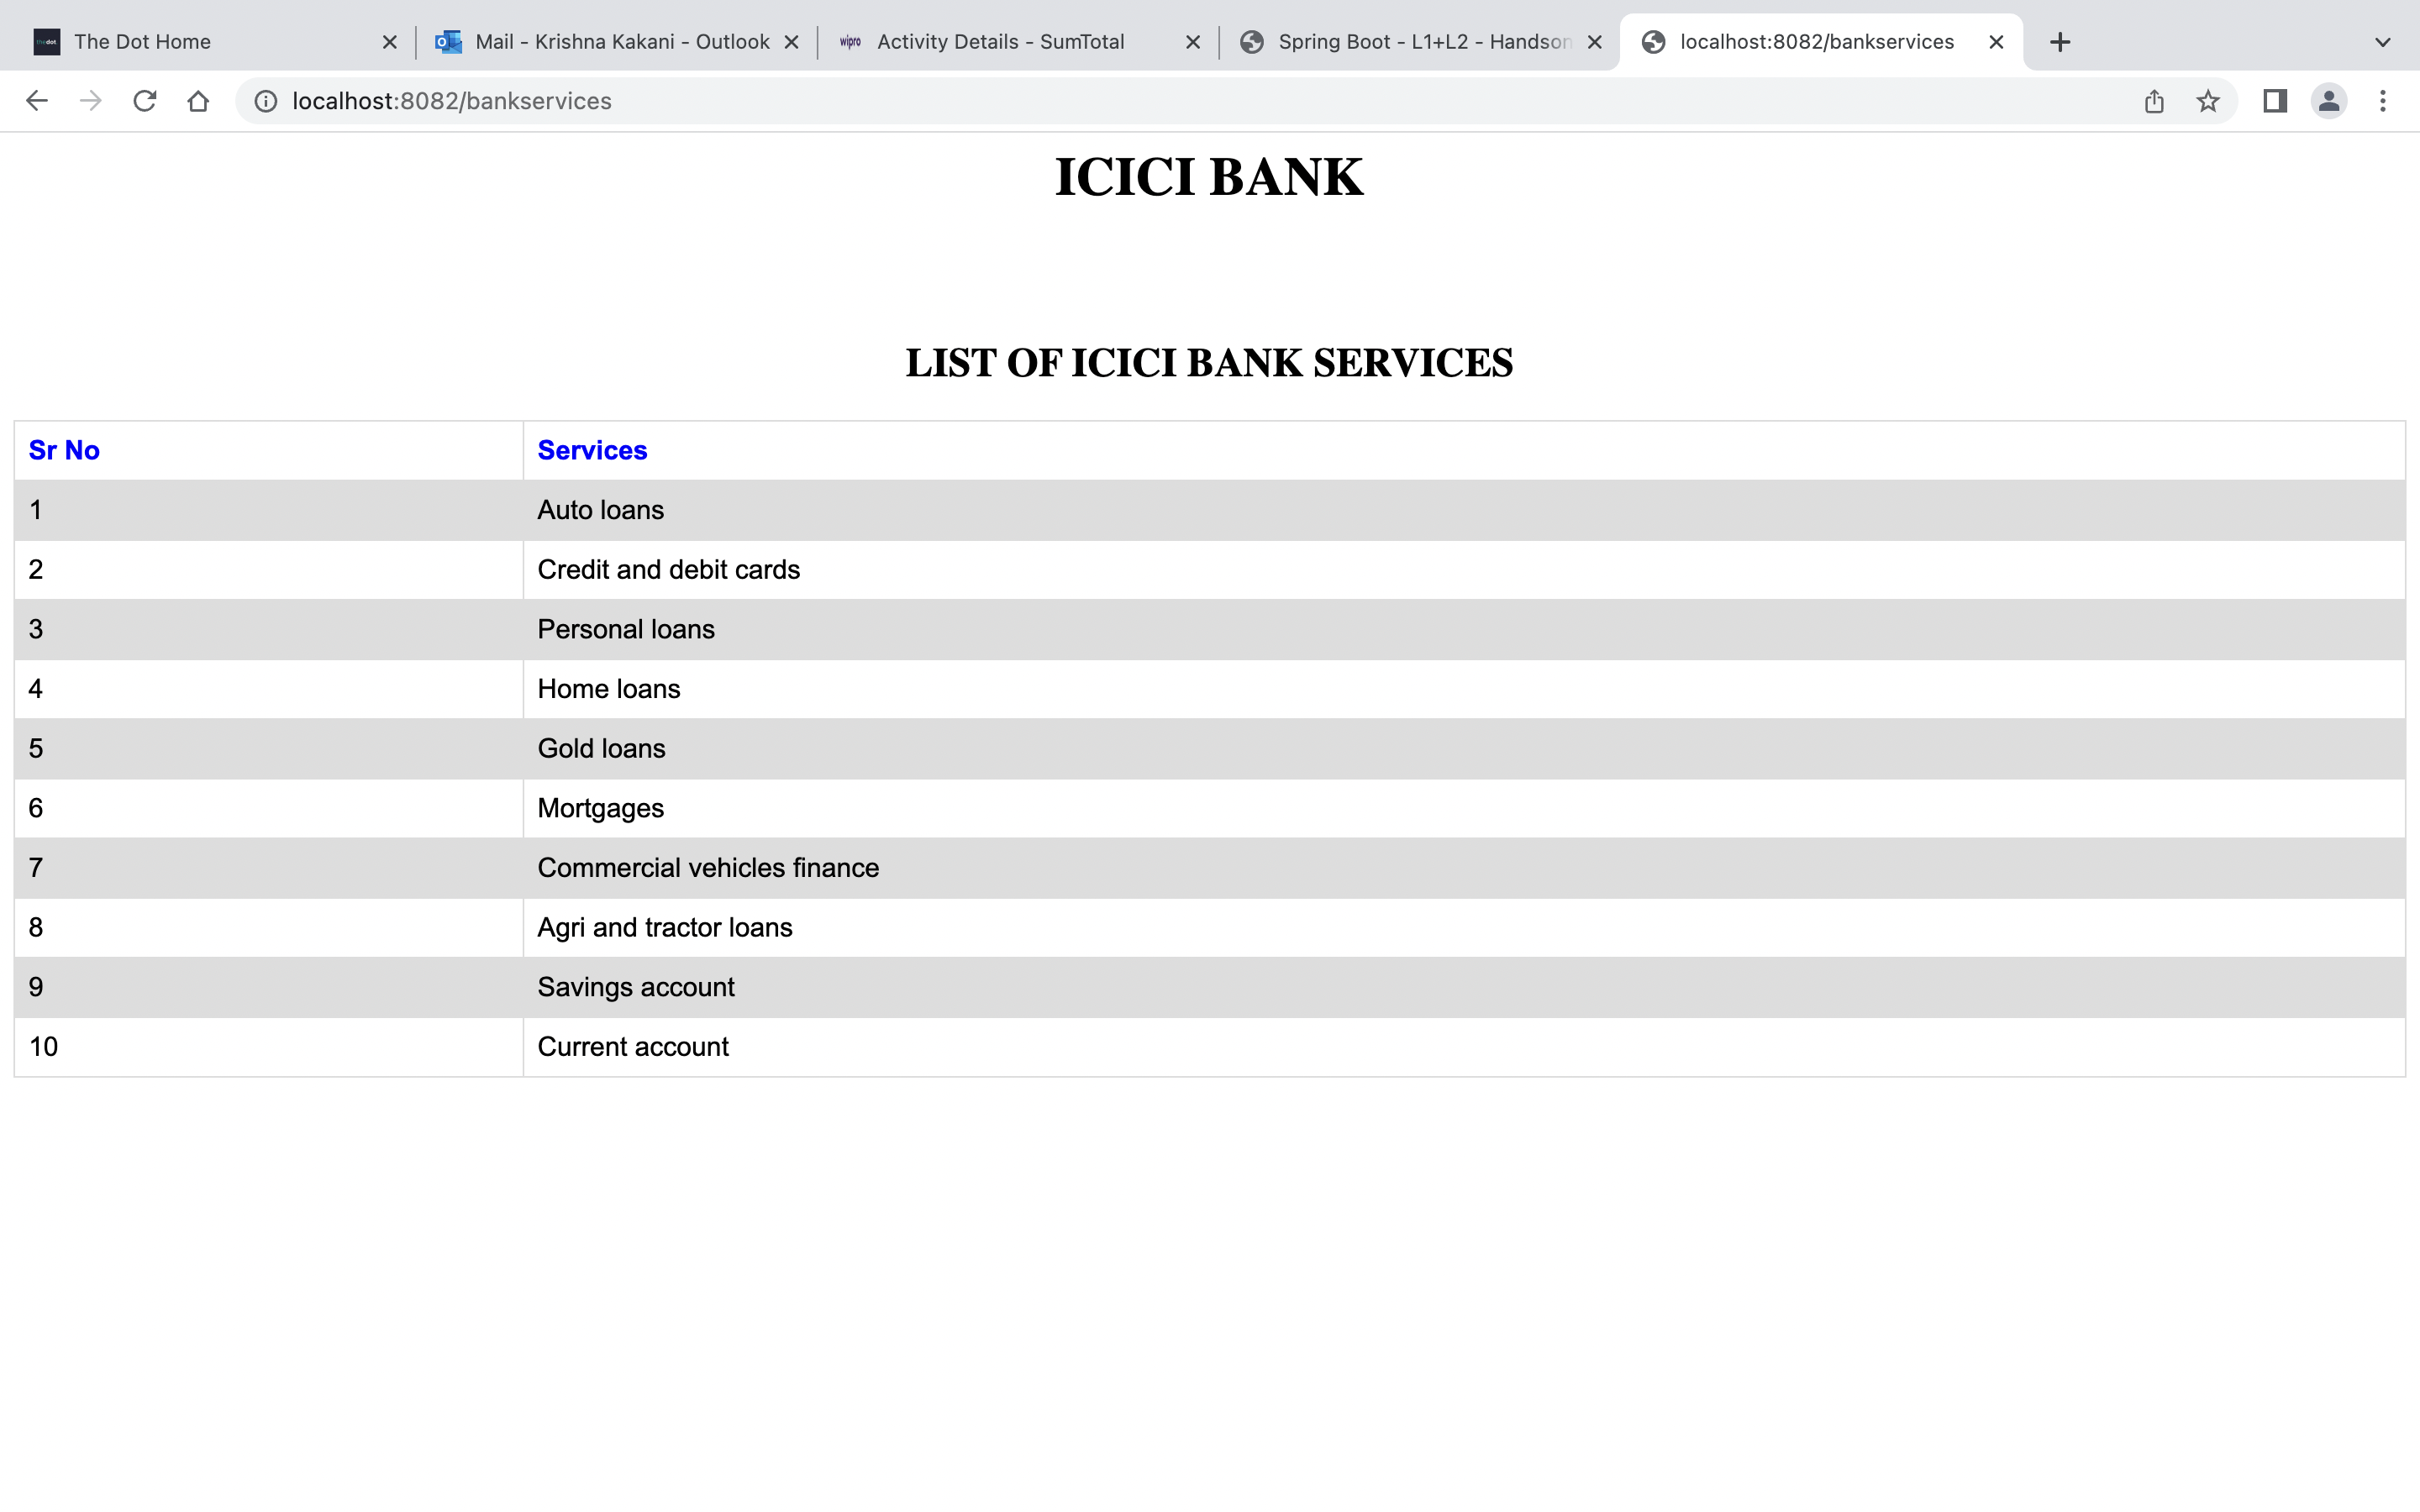 The Dot Home
Mail - Krishna Kakani - Outlook
wipro
Activity Details - SumTotal
Spring Boot - L1+L2 - Handson
localhost:8082/bankservices
localhost:8082/bankservices
ICICI BANK
LIST OF ICICI BANK SERVICES
Sr No Services
1 Auto loans
2 Credit and debit cards
3 Personal loans
4 Home loans
5 Gold loans
6 Mortgages
7 Commercial vehicles finance
8 Agri and tractor loans
9 Savings account
10 Current account